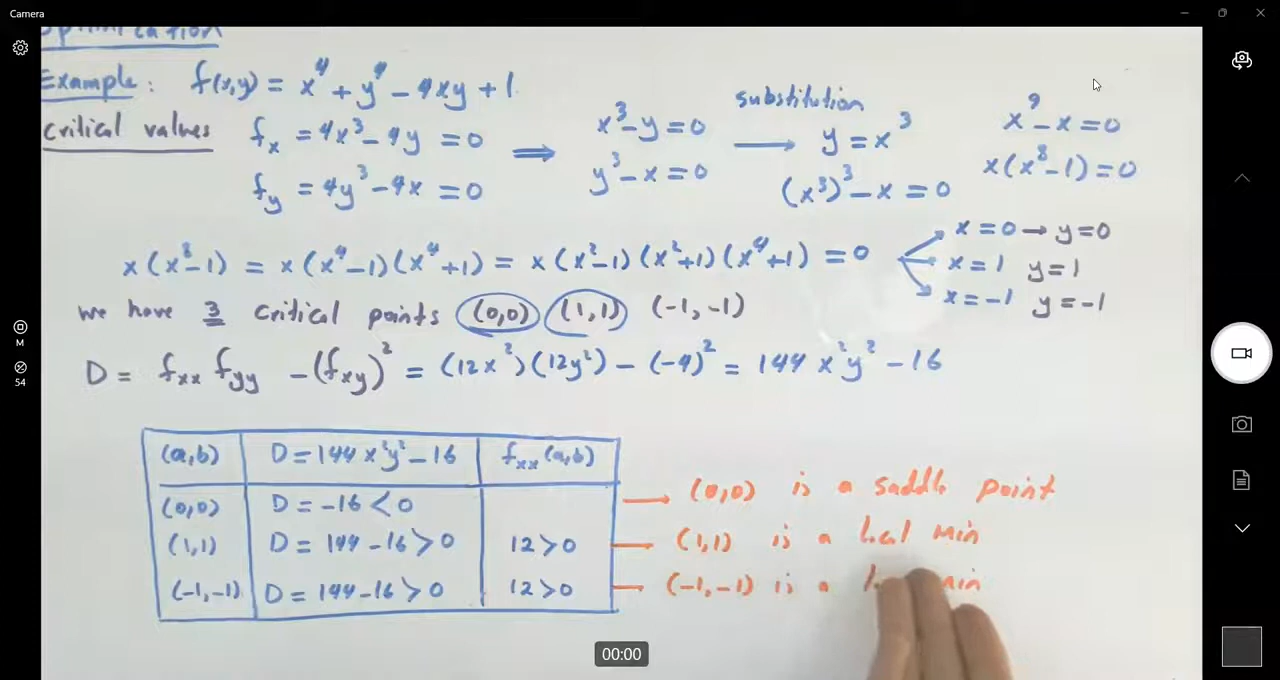 Camera
Optimization
Example: f(x,y) = x⁴ + y⁴ - 4xy + 1
critical values
fx = 4x³ - 4y = 0
fy = 4y³ - 4x = 0
⟹
x³ - y = 0
y³ - x = 0
substitution
→ y = x³
(x³)³ - x = 0
x⁹ - x = 0
x(x⁸ - 1) = 0
x(x⁸-1) = x(x⁴-1)(x⁴+1) = x(x²-1)(x²+1)(x⁴+1) = 0
x = 0 → y = 0
x = 1 y = 1
x = -1 y = -1
we have 3 critical points (0,0) (1,1) (-1,-1)
D = fxx fyy - (fxy)² = (12x²)(12y²) - (-4)² = 144 x²y² - 16
(a,b) D = 144x²y² - 16 fxx(a,b)
(0,0) D = -16 < 0 → (0,0) is a saddle point
(1,1) D = 144 - 16 > 0 12 > 0 → (1,1) is a local min
(-1,-1) D = 144 - 16 > 0 12 > 0 → (-1,-1) is a min
M
54
00:00